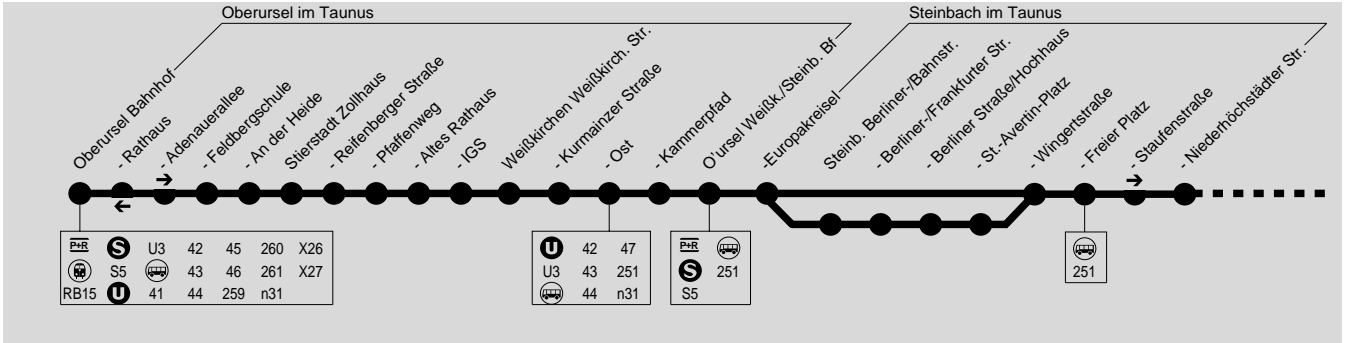 Oberursel im Taunus
Steinbach im Taunus
Oberursel Bahnhof
- Rathaus
- Adenauerallee
- Feldbergschule
- An der Heide
Stierstadt Zollhaus
- Reifenberger Straße
- Pfaffenweg
- Altes Rathaus
- IGS
Weißkirchen Weißkirch. Str.
- Kurmainzer Straße
- Ost
- Kammerpfad
O'ursel Weißk./Steinb. Bf
-Europakreisel
Steinb. Berliner-/Bahnstr.
- Berliner-/Frankfurter Str.
- Berliner Straße/Hochhaus
- St.-Avertin-Platz
- Wingertstraße
- Freier Platz
- Staufenstraße
- Niederhöchstädter Str.
P+R S U3 42 45 260 X26
S5 43 46 261 X27
RB15 U 41 44 259 n31
U 42 47
U3 43 251
44 n31
P+R
S 251
S5
251